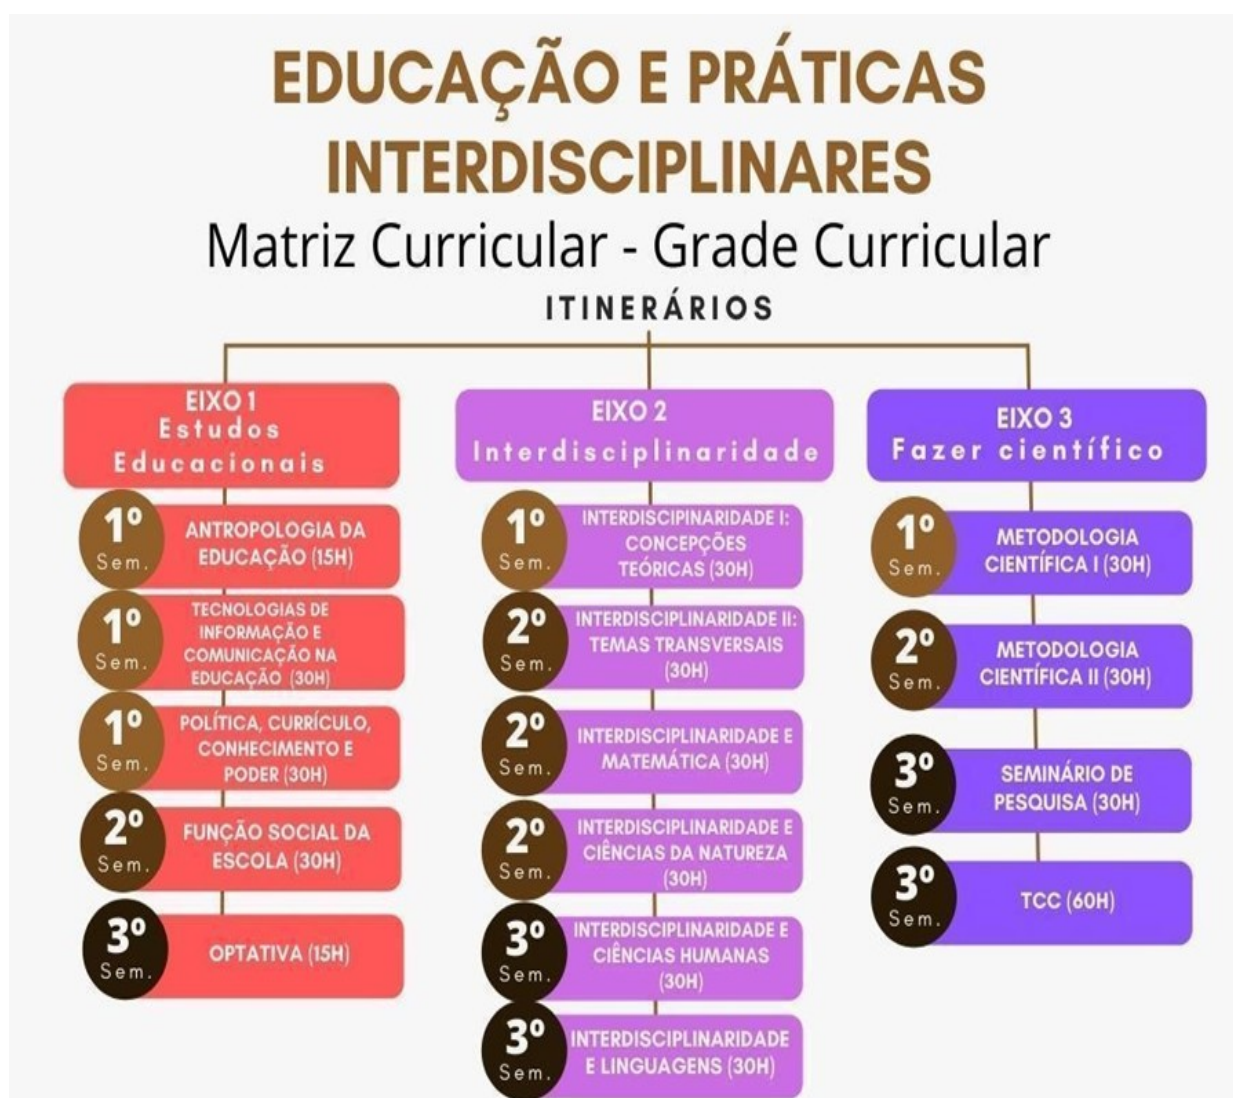 EDUCAÇÃO E PRÁTICAS
INTERDISCIPLINARES
Matriz Curricular - Grade Curricular
ITINERÁRIOS
EIXO 1
Estudos
Educacionais
1º
Sem.
ANTROPOLOGIA DA
EDUCAÇÃO (15H)
1º
Sem.
TECNOLOGIAS DE
INFORMAÇÃO E
COMUNICAÇÃO NA
EDUCAÇÃO (30H)
1º
Sem.
POLÍTICA, CURRÍCULO,
CONHECIMENTO E
PODER (30H)
2º
Sem.
FUNÇÃO SOCIAL DA
ESCOLA (30H)
3º
Sem.
OPTATIVA (15H)
EIXO 2
Interdisciplinaridade
1º
Sem.
INTERDISCIPINARIDADE I:
CONCEPÇÕES
TEÓRICAS (30H)
2º
Sem.
INTERDISCIPLINARIDADE II:
TEMAS TRANSVERSAIS
(30H)
2º
Sem.
INTERDISCIPLINARIDADE E
MATEMÁTICA (30H)
2º
Sem.
INTERDISCIPLINARIDADE E
CIÊNCIAS DA NATUREZA
(30H)
3º
Sem.
INTERDISCIPLINARIDADE E
CIÊNCIAS HUMANAS
(30H)
3º
Sem.
INTERDISCIPLINARIDADE
E LINGUAGENS (30H)
EIXO 3
Fazer científico
1º
Sem.
METODOLOGIA
CIENTÍFICA I (30H)
2º
Sem.
METODOLOGIA
CIENTÍFICA II (30H)
3º
Sem.
SEMINÁRIO DE
PESQUISA (30H)
3º
Sem.
TCC (60H)